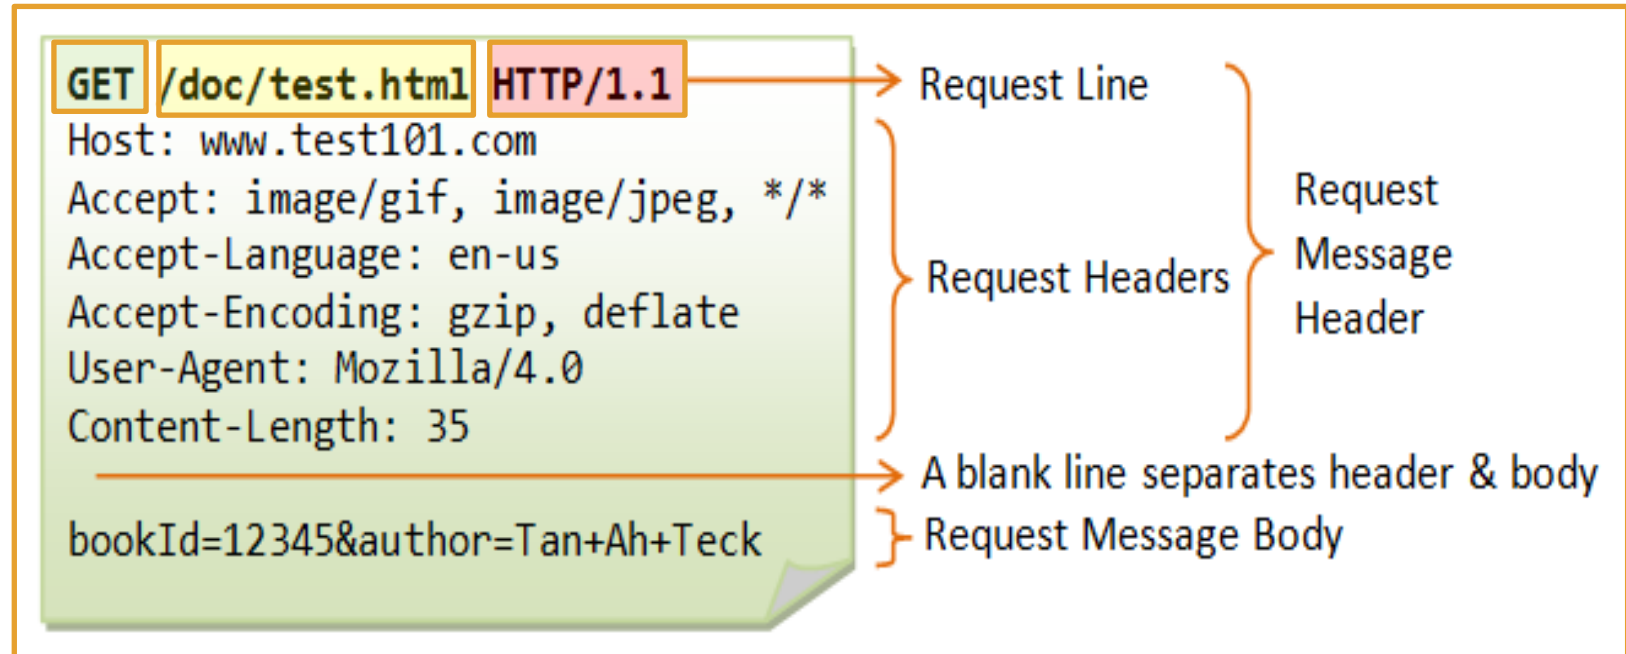 GET /doc/test.html HTTP/1.1
Request Line
Host: www.test101.com
Accept: image/gif, image/jpeg, */*
Accept-Language: en-us
Accept-Encoding: gzip, deflate
User-Agent: Mozilla/4.0
Content-Length: 35
Request Headers
Request
Message
Header
A blank line separates header & body
bookId=12345&author=Tan+Ah+Teck
Request Message Body